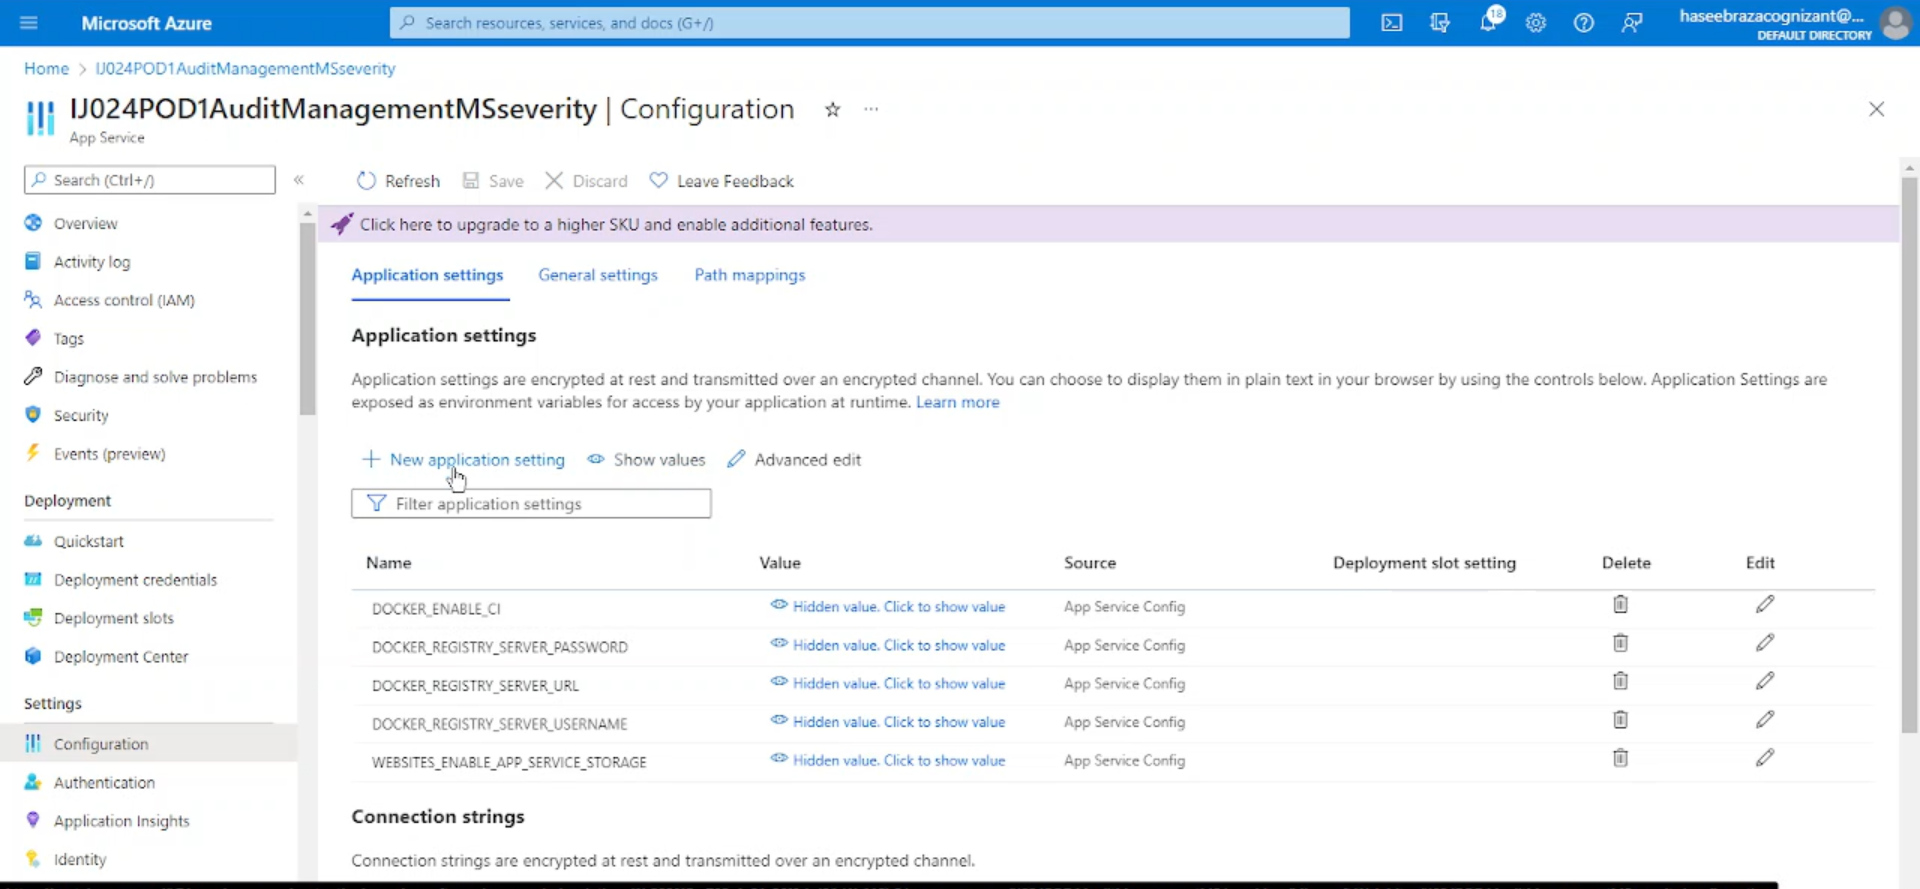 Microsoft Azure
Search resources, services, and docs (G+/)
18
haseebrazacognizant@...
DEFAULT DIRECTORY
Home > IJ024POD1AuditManagementMSseverity
IJ024POD1AuditManagementMSseverity | Configuration
App Service
Search (Ctrl+/)
Refresh Save Discard Leave Feedback
Click here to upgrade to a higher SKU and enable additional features.
Overview
Activity log
Access control (IAM)
Tags
Diagnose and solve problems
Security
Events (preview)
Deployment
Quickstart
Deployment credentials
Deployment slots
Deployment Center
Settings
Configuration
Authentication
Application Insights
Identity
Application settings General settings Path mappings
Application settings
Application settings are encrypted at rest and transmitted over an encrypted channel. You can choose to display them in plain text in your browser by using the controls below. Application Settings are
exposed as environment variables for access by your application at runtime. Learn more
New application setting Show values Advanced edit
Filter application settings
Name Value Source Deployment slot setting Delete Edit
DOCKER_ENABLE_CI Hidden value. Click to show value App Service Config
DOCKER_REGISTRY_SERVER_PASSWORD Hidden value. Click to show value App Service Config
DOCKER_REGISTRY_SERVER_URL Hidden value. Click to show value App Service Config
DOCKER_REGISTRY_SERVER_USERNAME Hidden value. Click to show value App Service Config
WEBSITES_ENABLE_APP_SERVICE_STORAGE Hidden value. Click to show value App Service Config
Connection strings
Connection strings are encrypted at rest and transmitted over an encrypted channel.